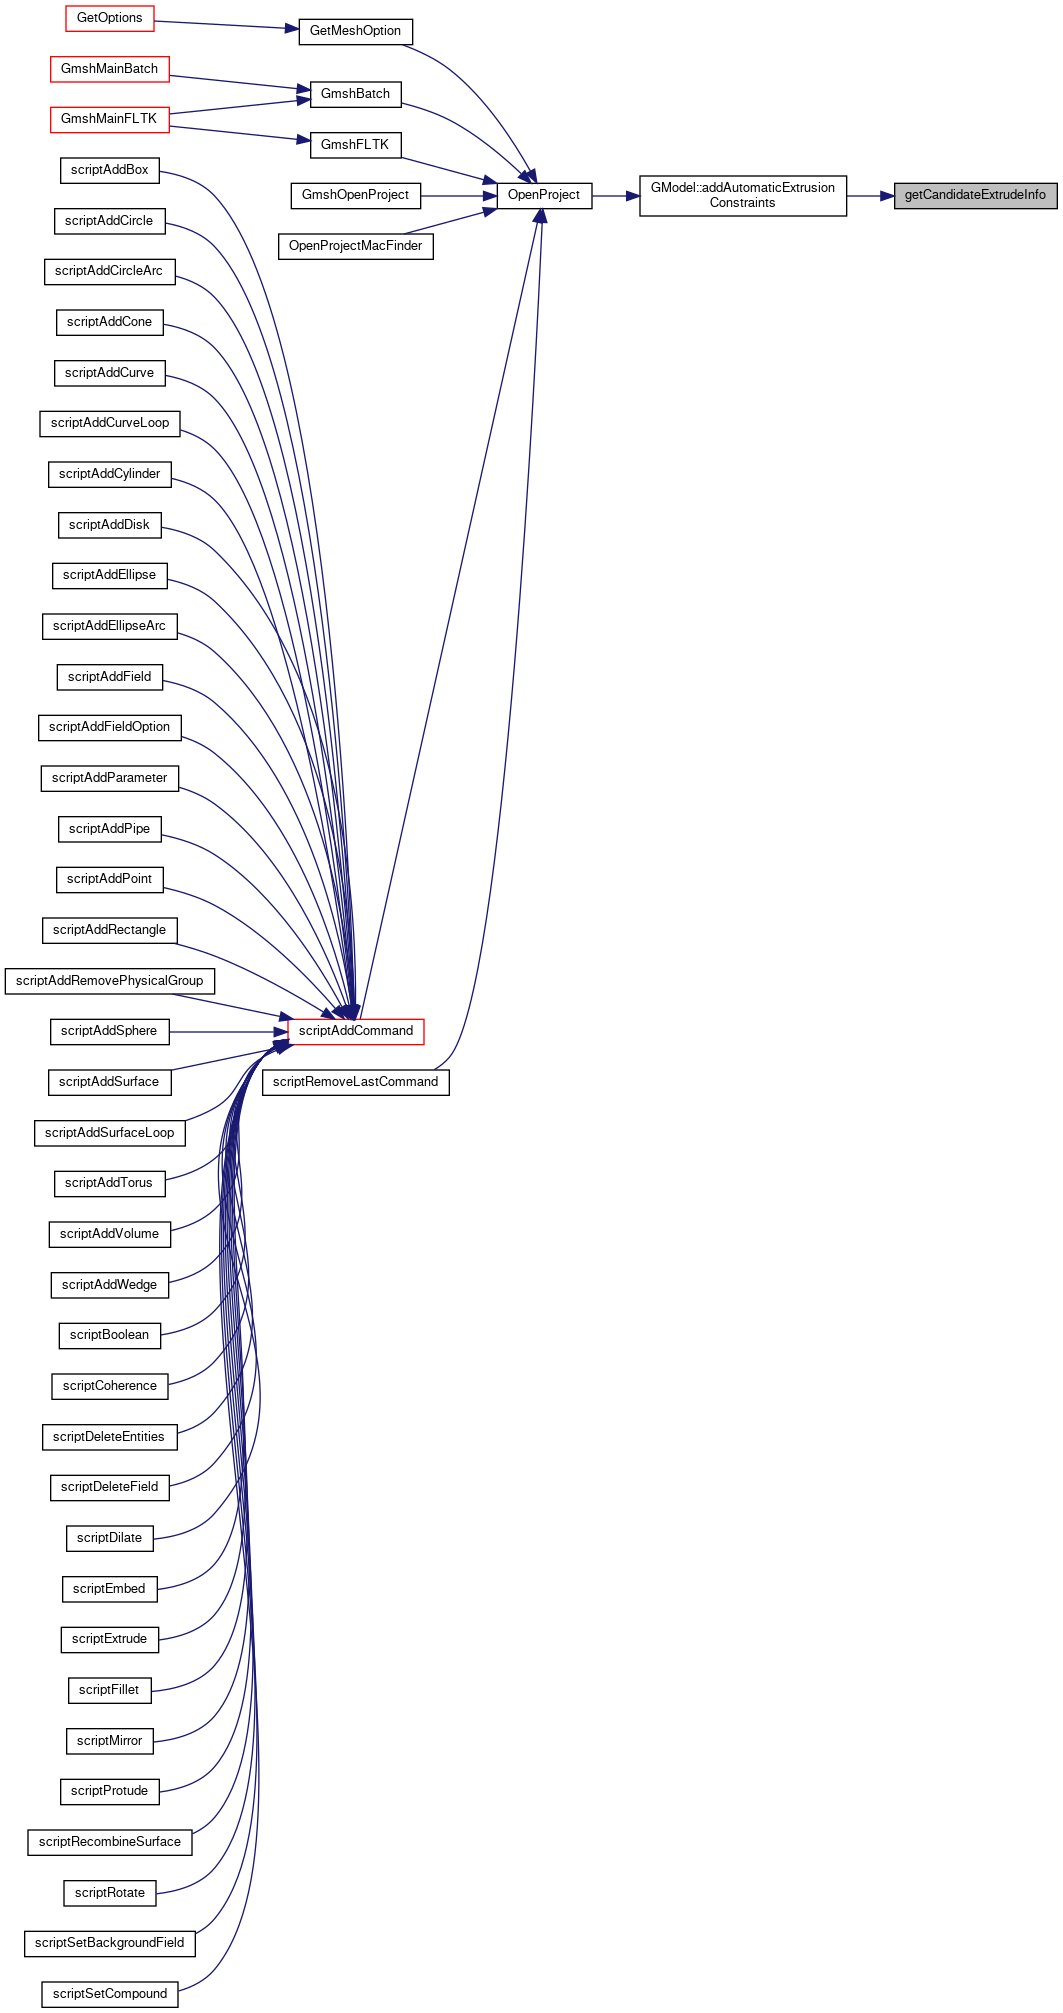 GetOptions
GetMeshOption
GmshMainBatch
GmshBatch
GmshMainFLTK
GmshFLTK
scriptAddBox
GmshOpenProject
OpenProject
GModel::addAutomaticExtrusion
Constraints
getCandidateExtrudeInfo
scriptAddCircle
OpenProjectMacFinder
scriptAddCircleArc
scriptAddCone
scriptAddCurve
scriptAddCurveLoop
scriptAddCylinder
scriptAddDisk
scriptAddEllipse
scriptAddEllipseArc
scriptAddField
scriptAddFieldOption
scriptAddParameter
scriptAddPipe
scriptAddPoint
scriptAddRectangle
scriptAddRemovePhysicalGroup
scriptAddSphere
scriptAddCommand
scriptAddSurface
scriptRemoveLastCommand
scriptAddSurfaceLoop
scriptAddTorus
scriptAddVolume
scriptAddWedge
scriptBoolean
scriptCoherence
scriptDeleteEntities
scriptDeleteField
scriptDilate
scriptEmbed
scriptExtrude
scriptFillet
scriptMirror
scriptProtude
scriptRecombineSurface
scriptRotate
scriptSetBackgroundField
scriptSetCompound